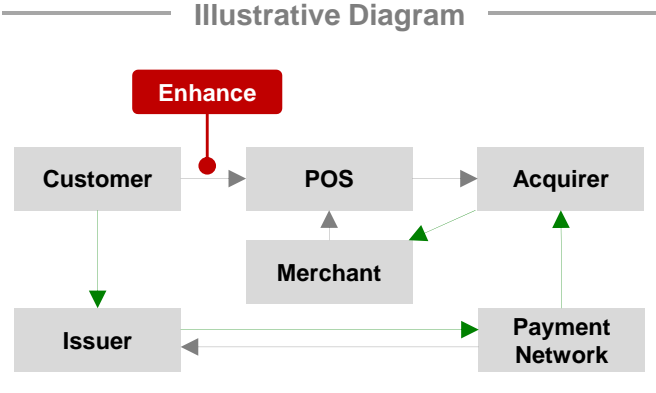 Illustrative Diagram
Enhance
Customer
POS
Acquirer
Merchant
Issuer
Payment
Network